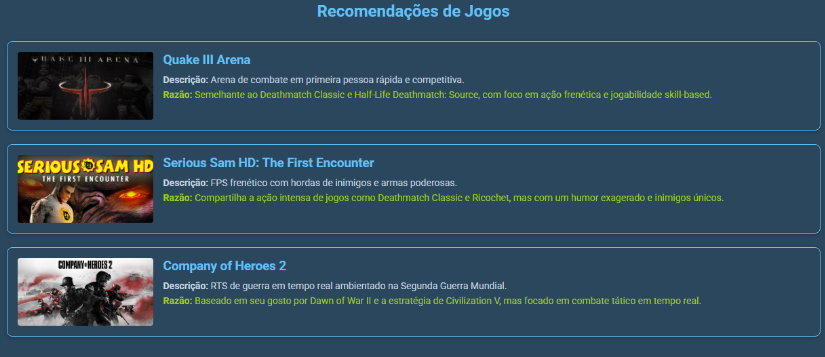 Recomendações de Jogos
QUAKE III ARENA
Quake III Arena
Descrição: Arena de combate em primeira pessoa rápida e competitiva.
Razão: Semelhante ao Deathmatch Classic e Half-Life Deathmatch: Source, com foco em ação frenética e jogabilidade skill-based.
SERIOUS SAM HD
THE FIRST ENCOUNTER
Serious Sam HD: The First Encounter
Descrição: FPS frenético com hordas de inimigos e armas poderosas.
Razão: Compartilha a ação intensa de jogos como Deathmatch Classic e Ricochet, mas com um humor exagerado e inimigos únicos.
COMPANY OF HEROES 2
Company of Heroes 2
Descrição: RTS de guerra em tempo real ambientado na Segunda Guerra Mundial.
Razão: Baseado em seu gosto por Dawn of War II e a estratégia de Civilization V, mas focado em combate tático em tempo real.